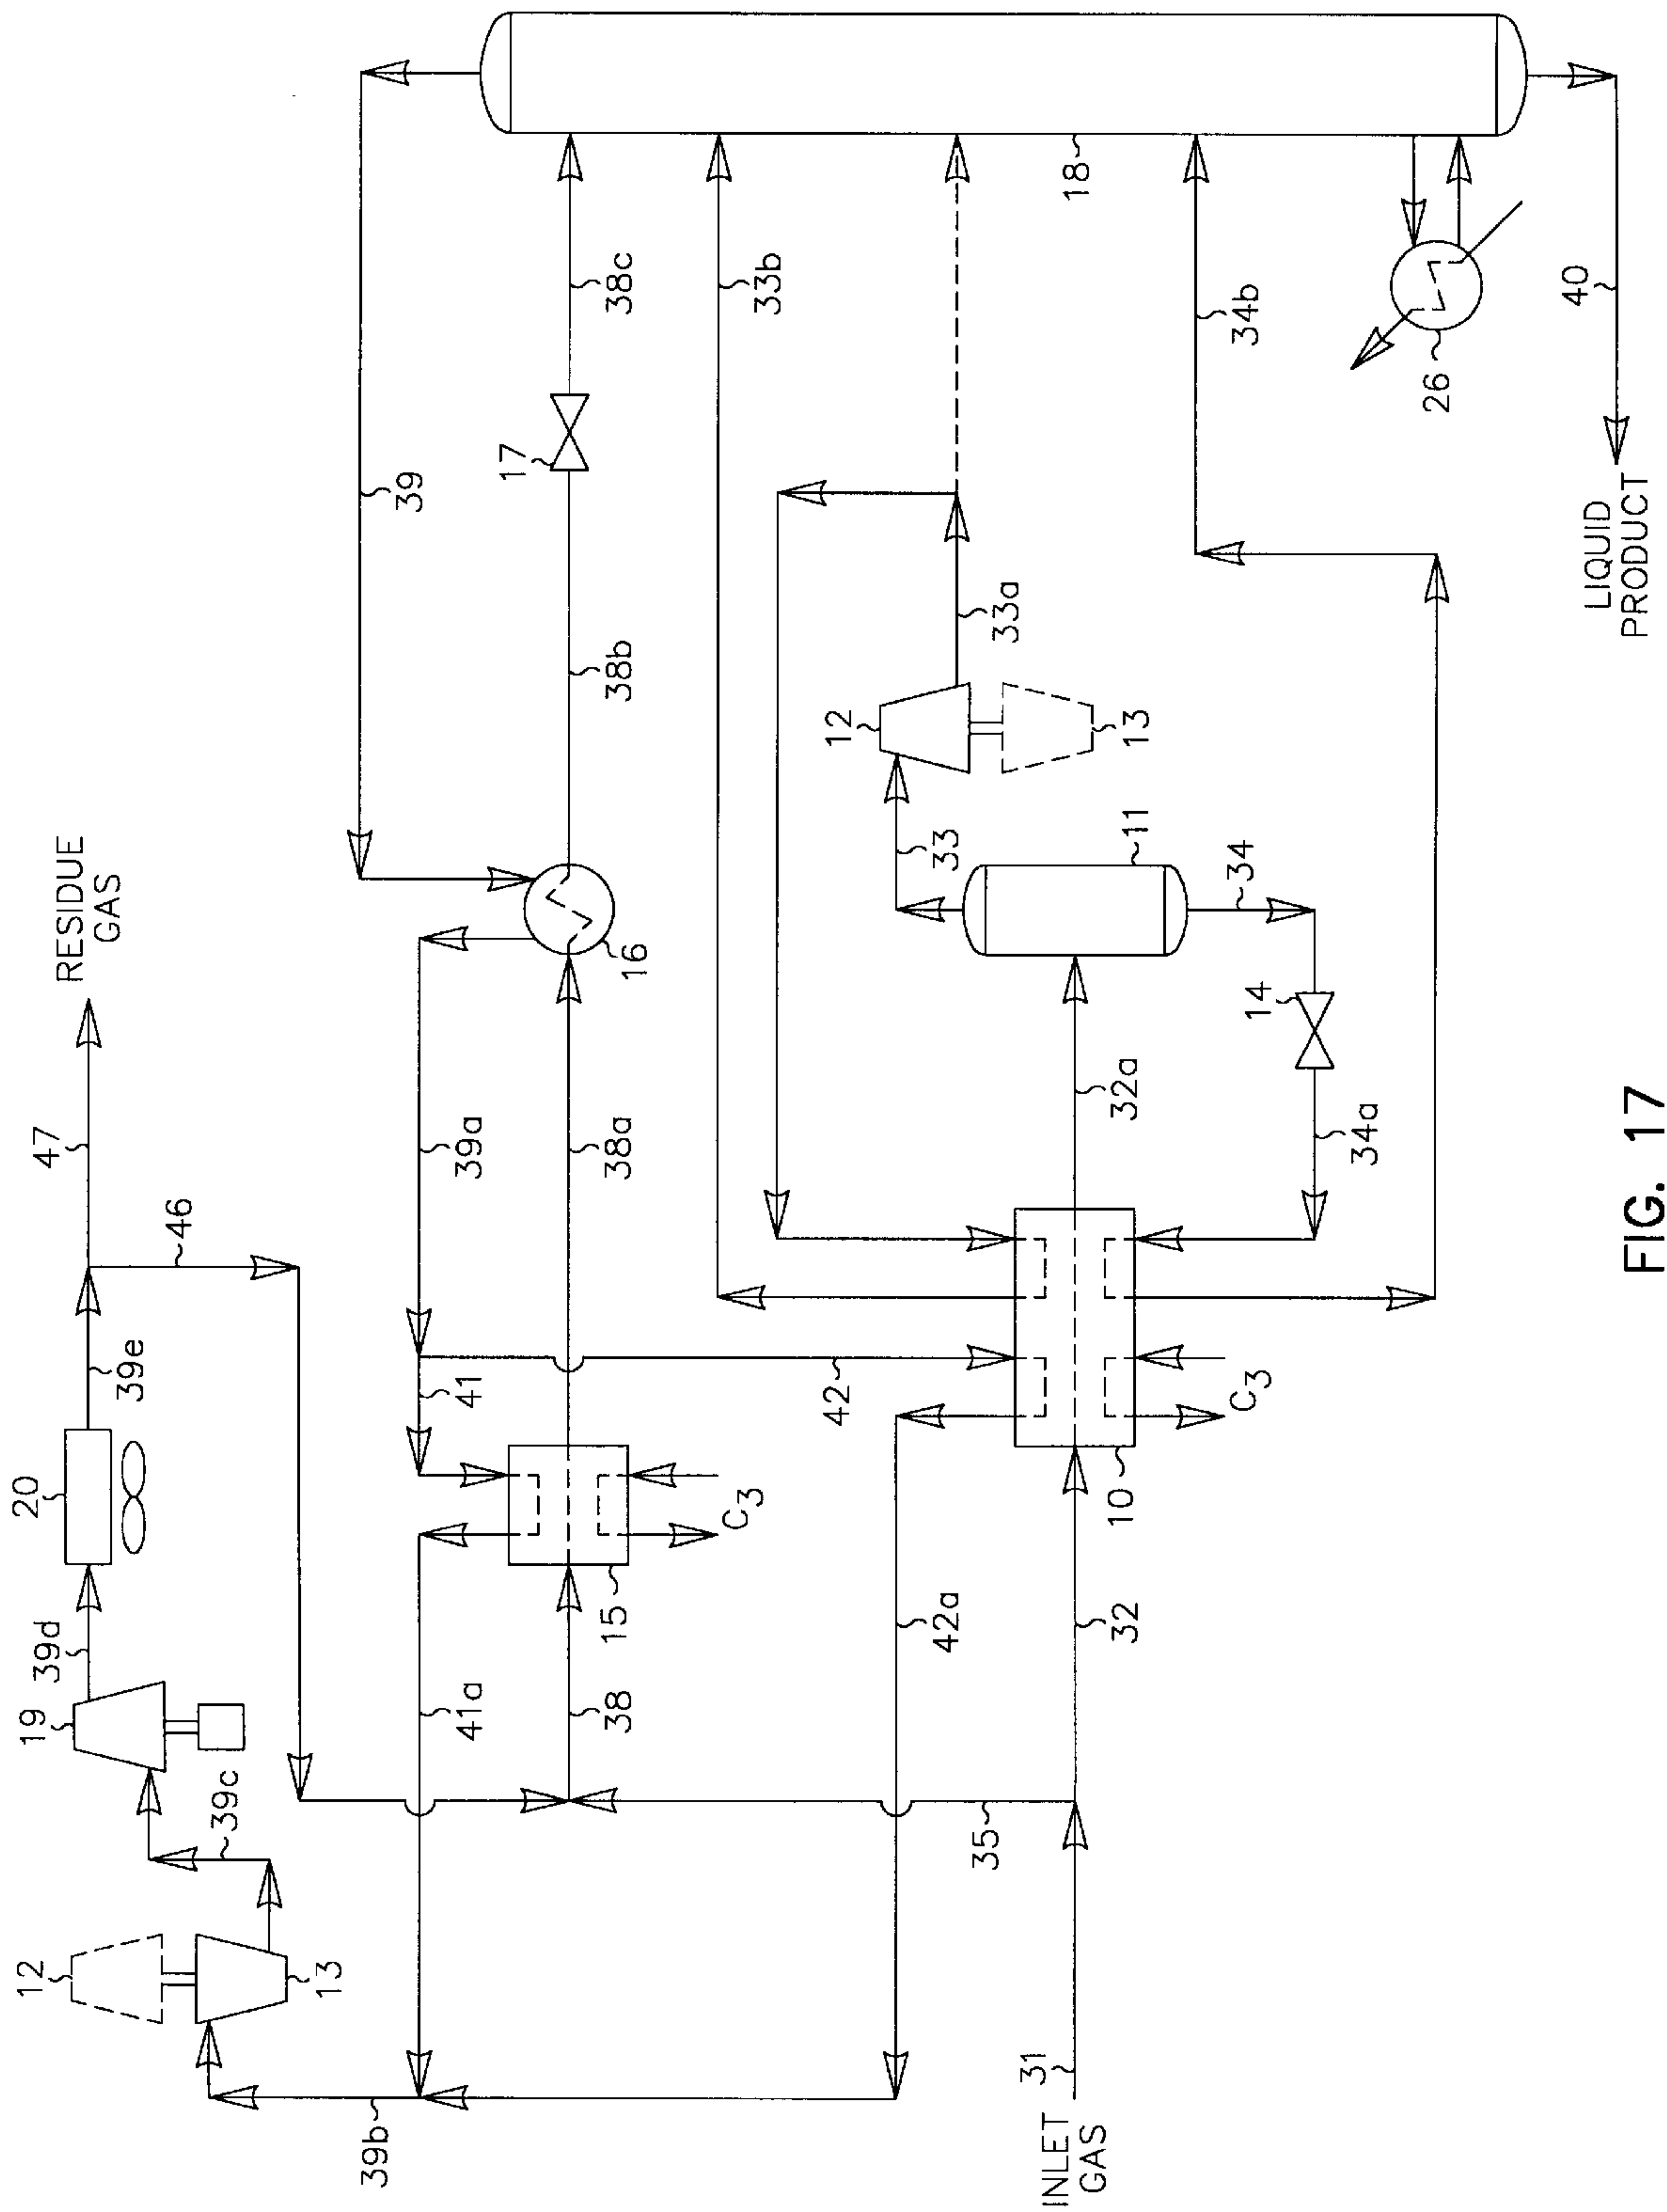 12
19
20
39d
47
RESIDUE
GAS
39e
46
39c
13
39b
39
41a
41
39a
17
15
38
38a
16
38b
38c
C3
33b
42
12
42a
33
35
33a
31
INLET
GAS
18
10
32
32a
11
13
C3
14
34
34b
34a
26
40
LIQUID
PRODUCT
FIG. 17